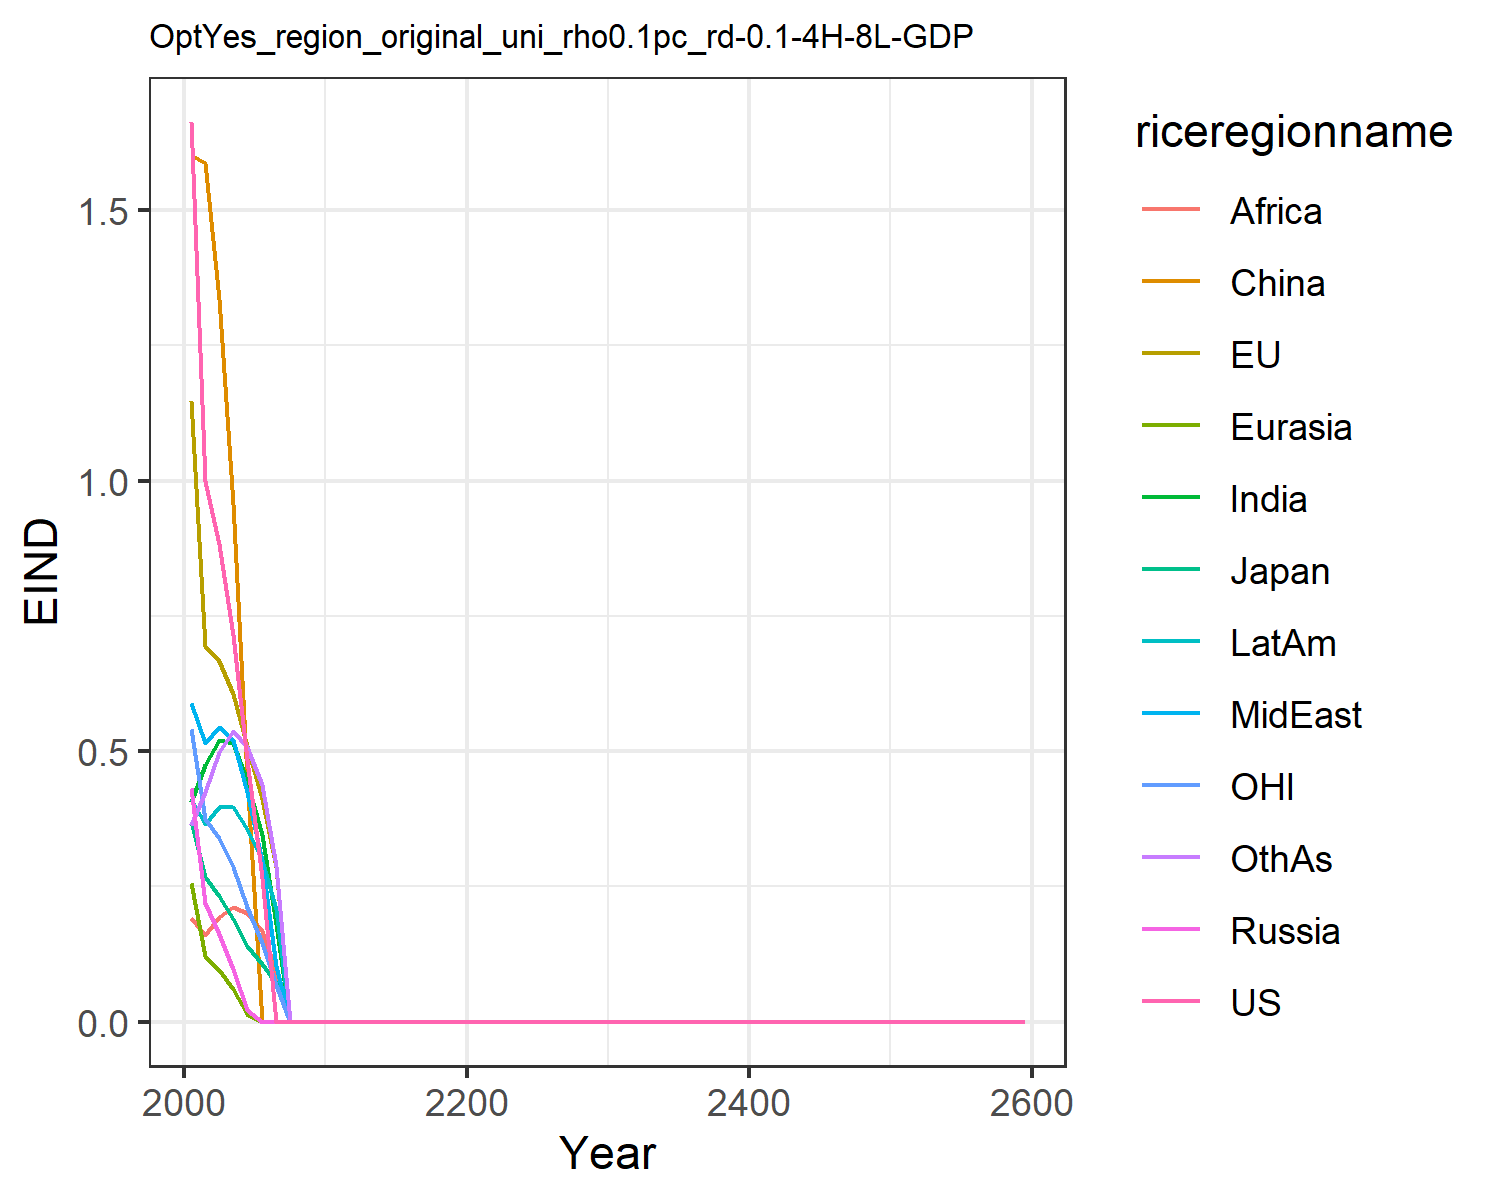 OptYes_region_original_uni_rho0.1pc_rd-0.1-4H-8L-GDP
riceregionname
Africa
China
EU
Eurasia
India
Japan
LatAm
MidEast
OHI
OthAs
Russia
US
1.5
1.0
0.5
0.0
EIND
2000 2200 2400 2600
Year